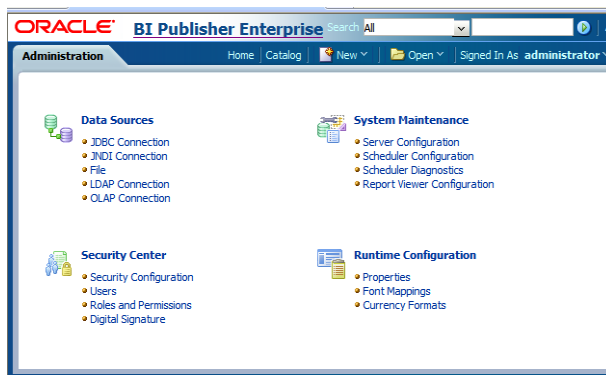 ORACLE BI Publisher Enterprise Search All
Administration Home Catalog New Open Signed In As administrator
Data Sources
JDBC Connection
JNDI Connection
File
LDAP Connection
OLAP Connection
System Maintenance
Server Configuration
Scheduler Configuration
Scheduler Diagnostics
Report Viewer Configuration
Security Center
Security Configuration
Users
Roles and Permissions
Digital Signature
Runtime Configuration
Properties
Font Mappings
Currency Formats